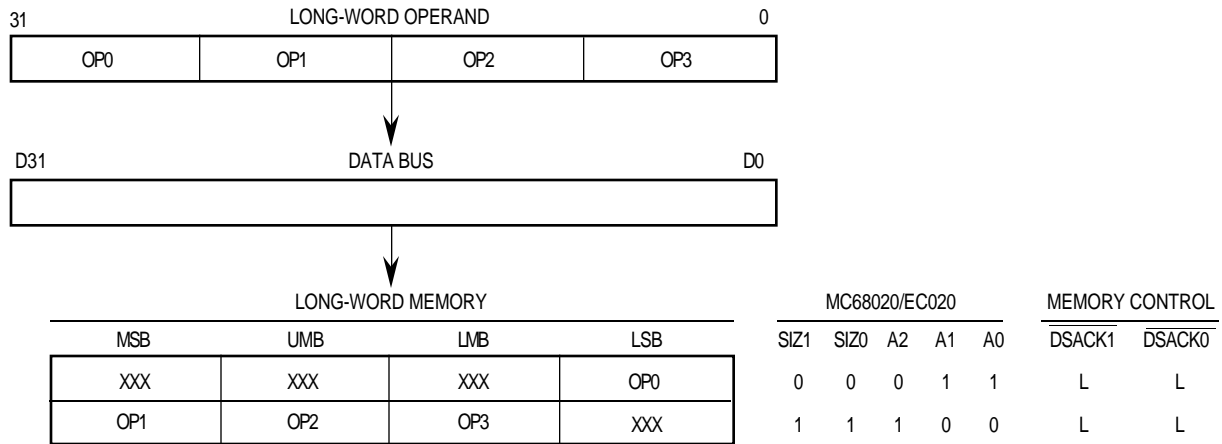 31 LONG-WORD OPERAND 0
OP0 OP1 OP2 OP3
D31 DATA BUS D0
LONG-WORD MEMORY MC68020/EC020 MEMORY CONTROL
MSB UMB LMB LSB SIZ1 SIZ0 A2 A1 A0 DSACK1 DSACK0
XXX XXX XXX OP0 0 0 0 1 1 L L
OP1 OP2 OP3 XXX 1 1 1 0 0 L L